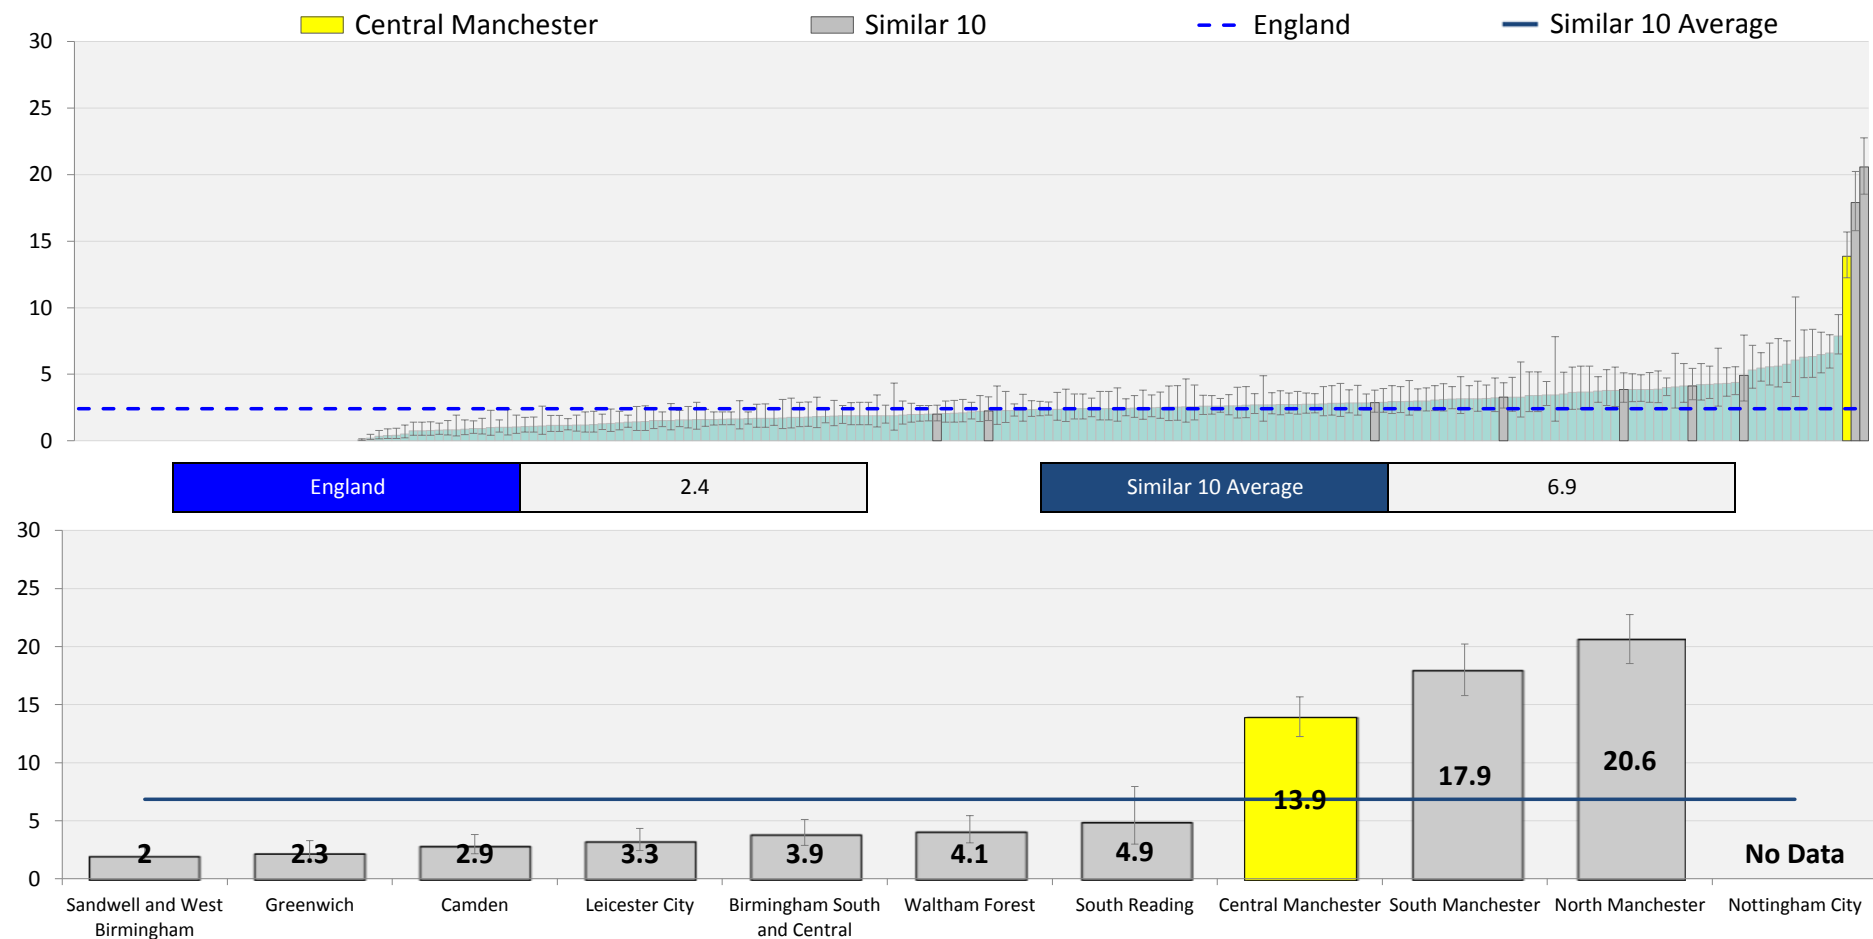 Central Manchester Similar 10 England Similar 10 Average
30
25
20
15
10
5
0
England 2.4 Similar 10 Average 6.9
30
25
20
15
10
5
0
2 2.3 2.9 3.3 3.9 4.1 4.9 13.9 17.9 20.6 No Data
Sandwell and West Greenwich Camden Leicester City Birmingham South Waltham Forest South Reading Central Manchester South Manchester North Manchester Nottingham City
Birmingham and Central